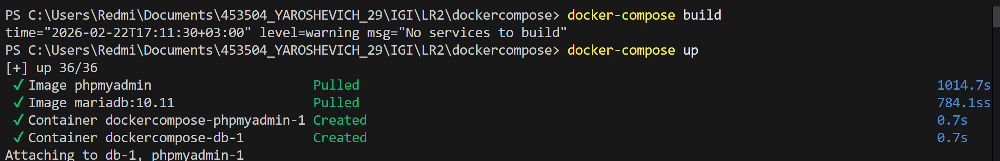 PS C:\Users\Redmi\Documents\453504_YAROSHEVICH_29\IGI\LR2\dockercompose> docker-compose build
time="2026-02-22T17:11:30+03:00" level=warning msg="No services to build"
PS C:\Users\Redmi\Documents\453504_YAROSHEVICH_29\IGI\LR2\dockercompose> docker-compose up
[+] up 36/36
✔ Image phpmyadmin Pulled 1014.7s
✔ Image mariadb:10.11 Pulled 784.1ss
✔ Container dockercompose-phpmyadmin-1 Created 0.7s
✔ Container dockercompose-db-1 Created 0.7s
Attaching to db-1, phpmyadmin-1